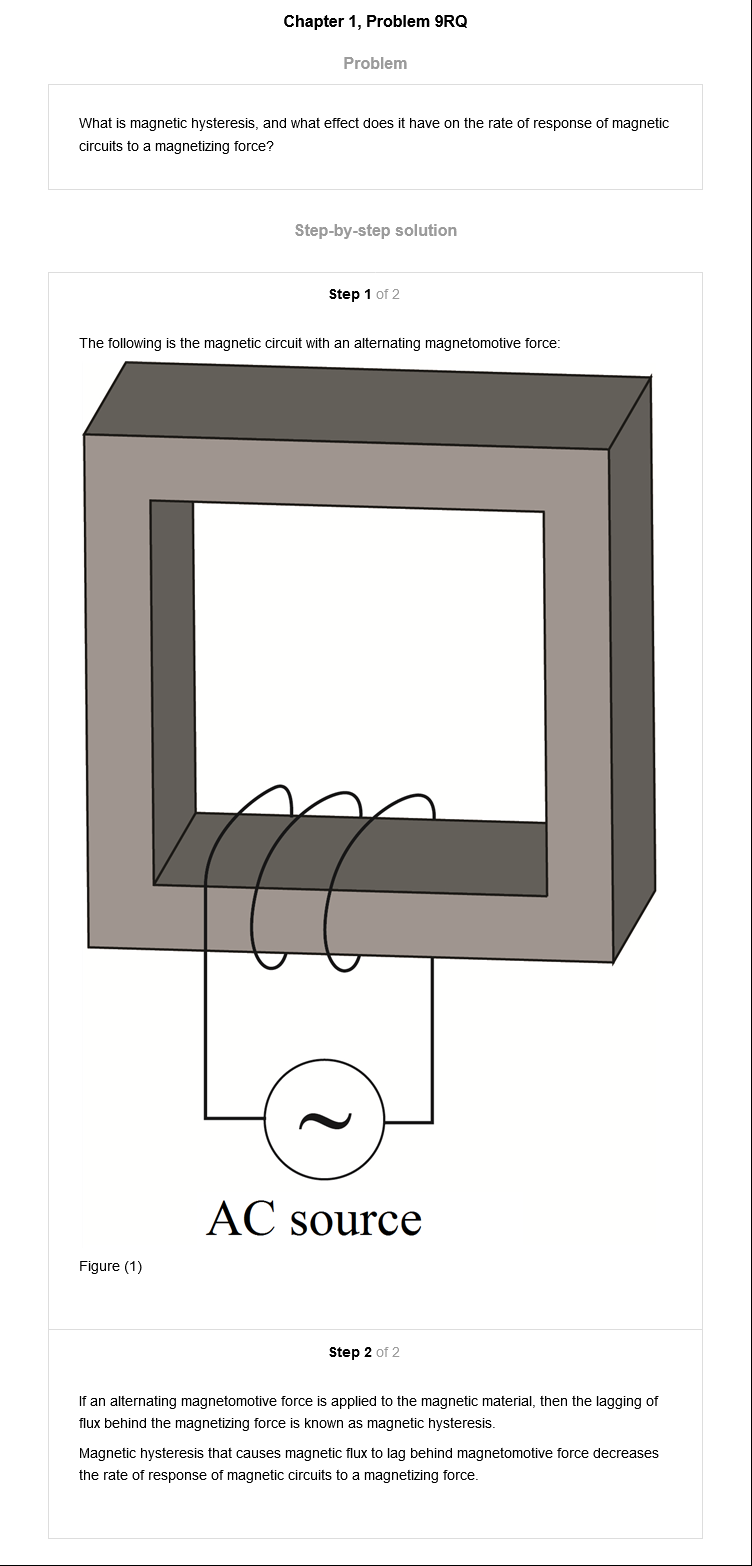 Chapter 1, Problem 9RQ
Problem
What is magnetic hysteresis, and what effect does it have on the rate of response of magnetic
circuits to a magnetizing force?
Step-by-step solution
Step 1 of 2
The following is the magnetic circuit with an alternating magnetomotive force:
~
AC source
Figure (1)
Step 2 of 2
If an alternating magnetomotive force is applied to the magnetic material, then the lagging of
flux behind the magnetizing force is known as magnetic hysteresis.
Magnetic hysteresis that causes magnetic flux to lag behind magnetomotive force decreases
the rate of response of magnetic circuits to a magnetizing force.